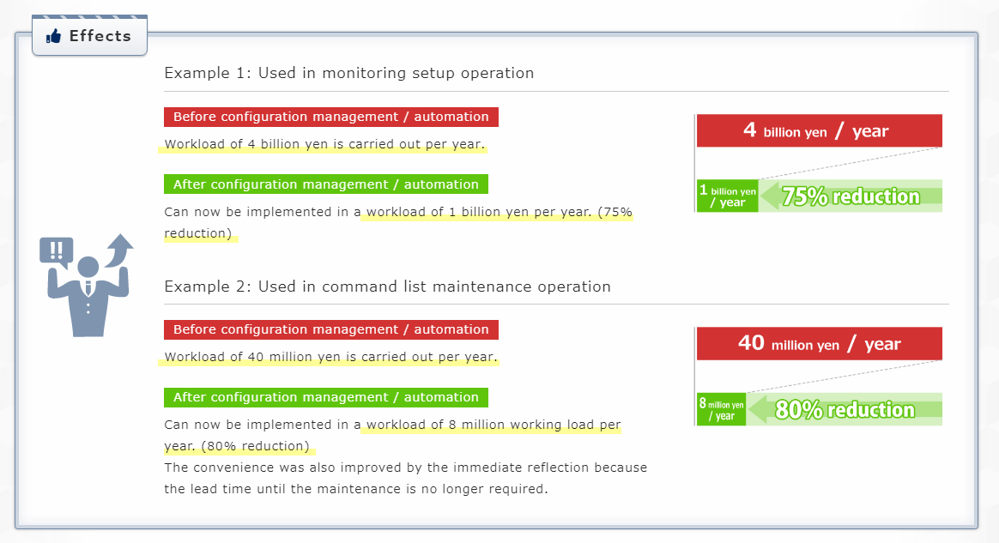 Effects
Example 1: Used in monitoring setup operation
Before configuration management / automation
Workload of 4 billion yen is carried out per year.
4 billion yen / year
After configuration management / automation
Can now be implemented in a workload of 1 billion yen per year. (75%
reduction)
1 billion yen
/ year
75% reduction
!!
Example 2: Used in command list maintenance operation
Before configuration management / automation
Workload of 40 million yen is carried out per year.
40 million yen / year
After configuration management / automation
Can now be implemented in a workload of 8 million working load per
year. (80% reduction)
The convenience was also improved by the immediate reflection because
the lead time until the maintenance is no longer required.
8 million yen
/ year
80% reduction